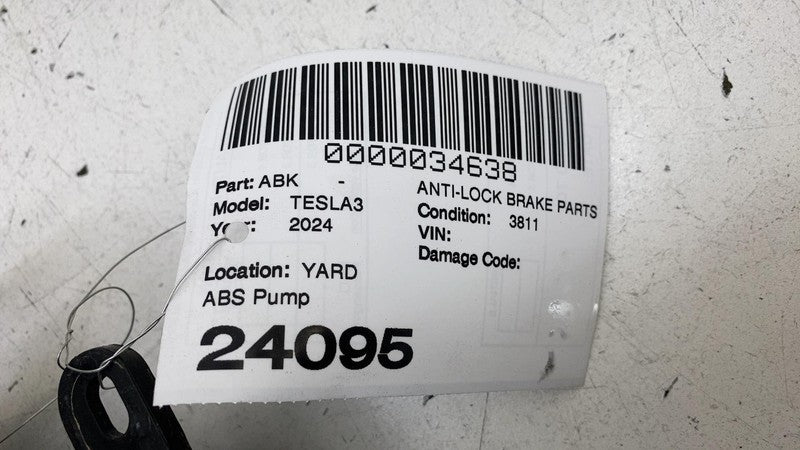 0000034638
Part: ABK -
ANTI-LOCK BRAKE PARTS
Model: TESLA3
Condition: 3811
Year: 2024
VIN:
Damage Code:
Location: YARD
ABS Pump
24095